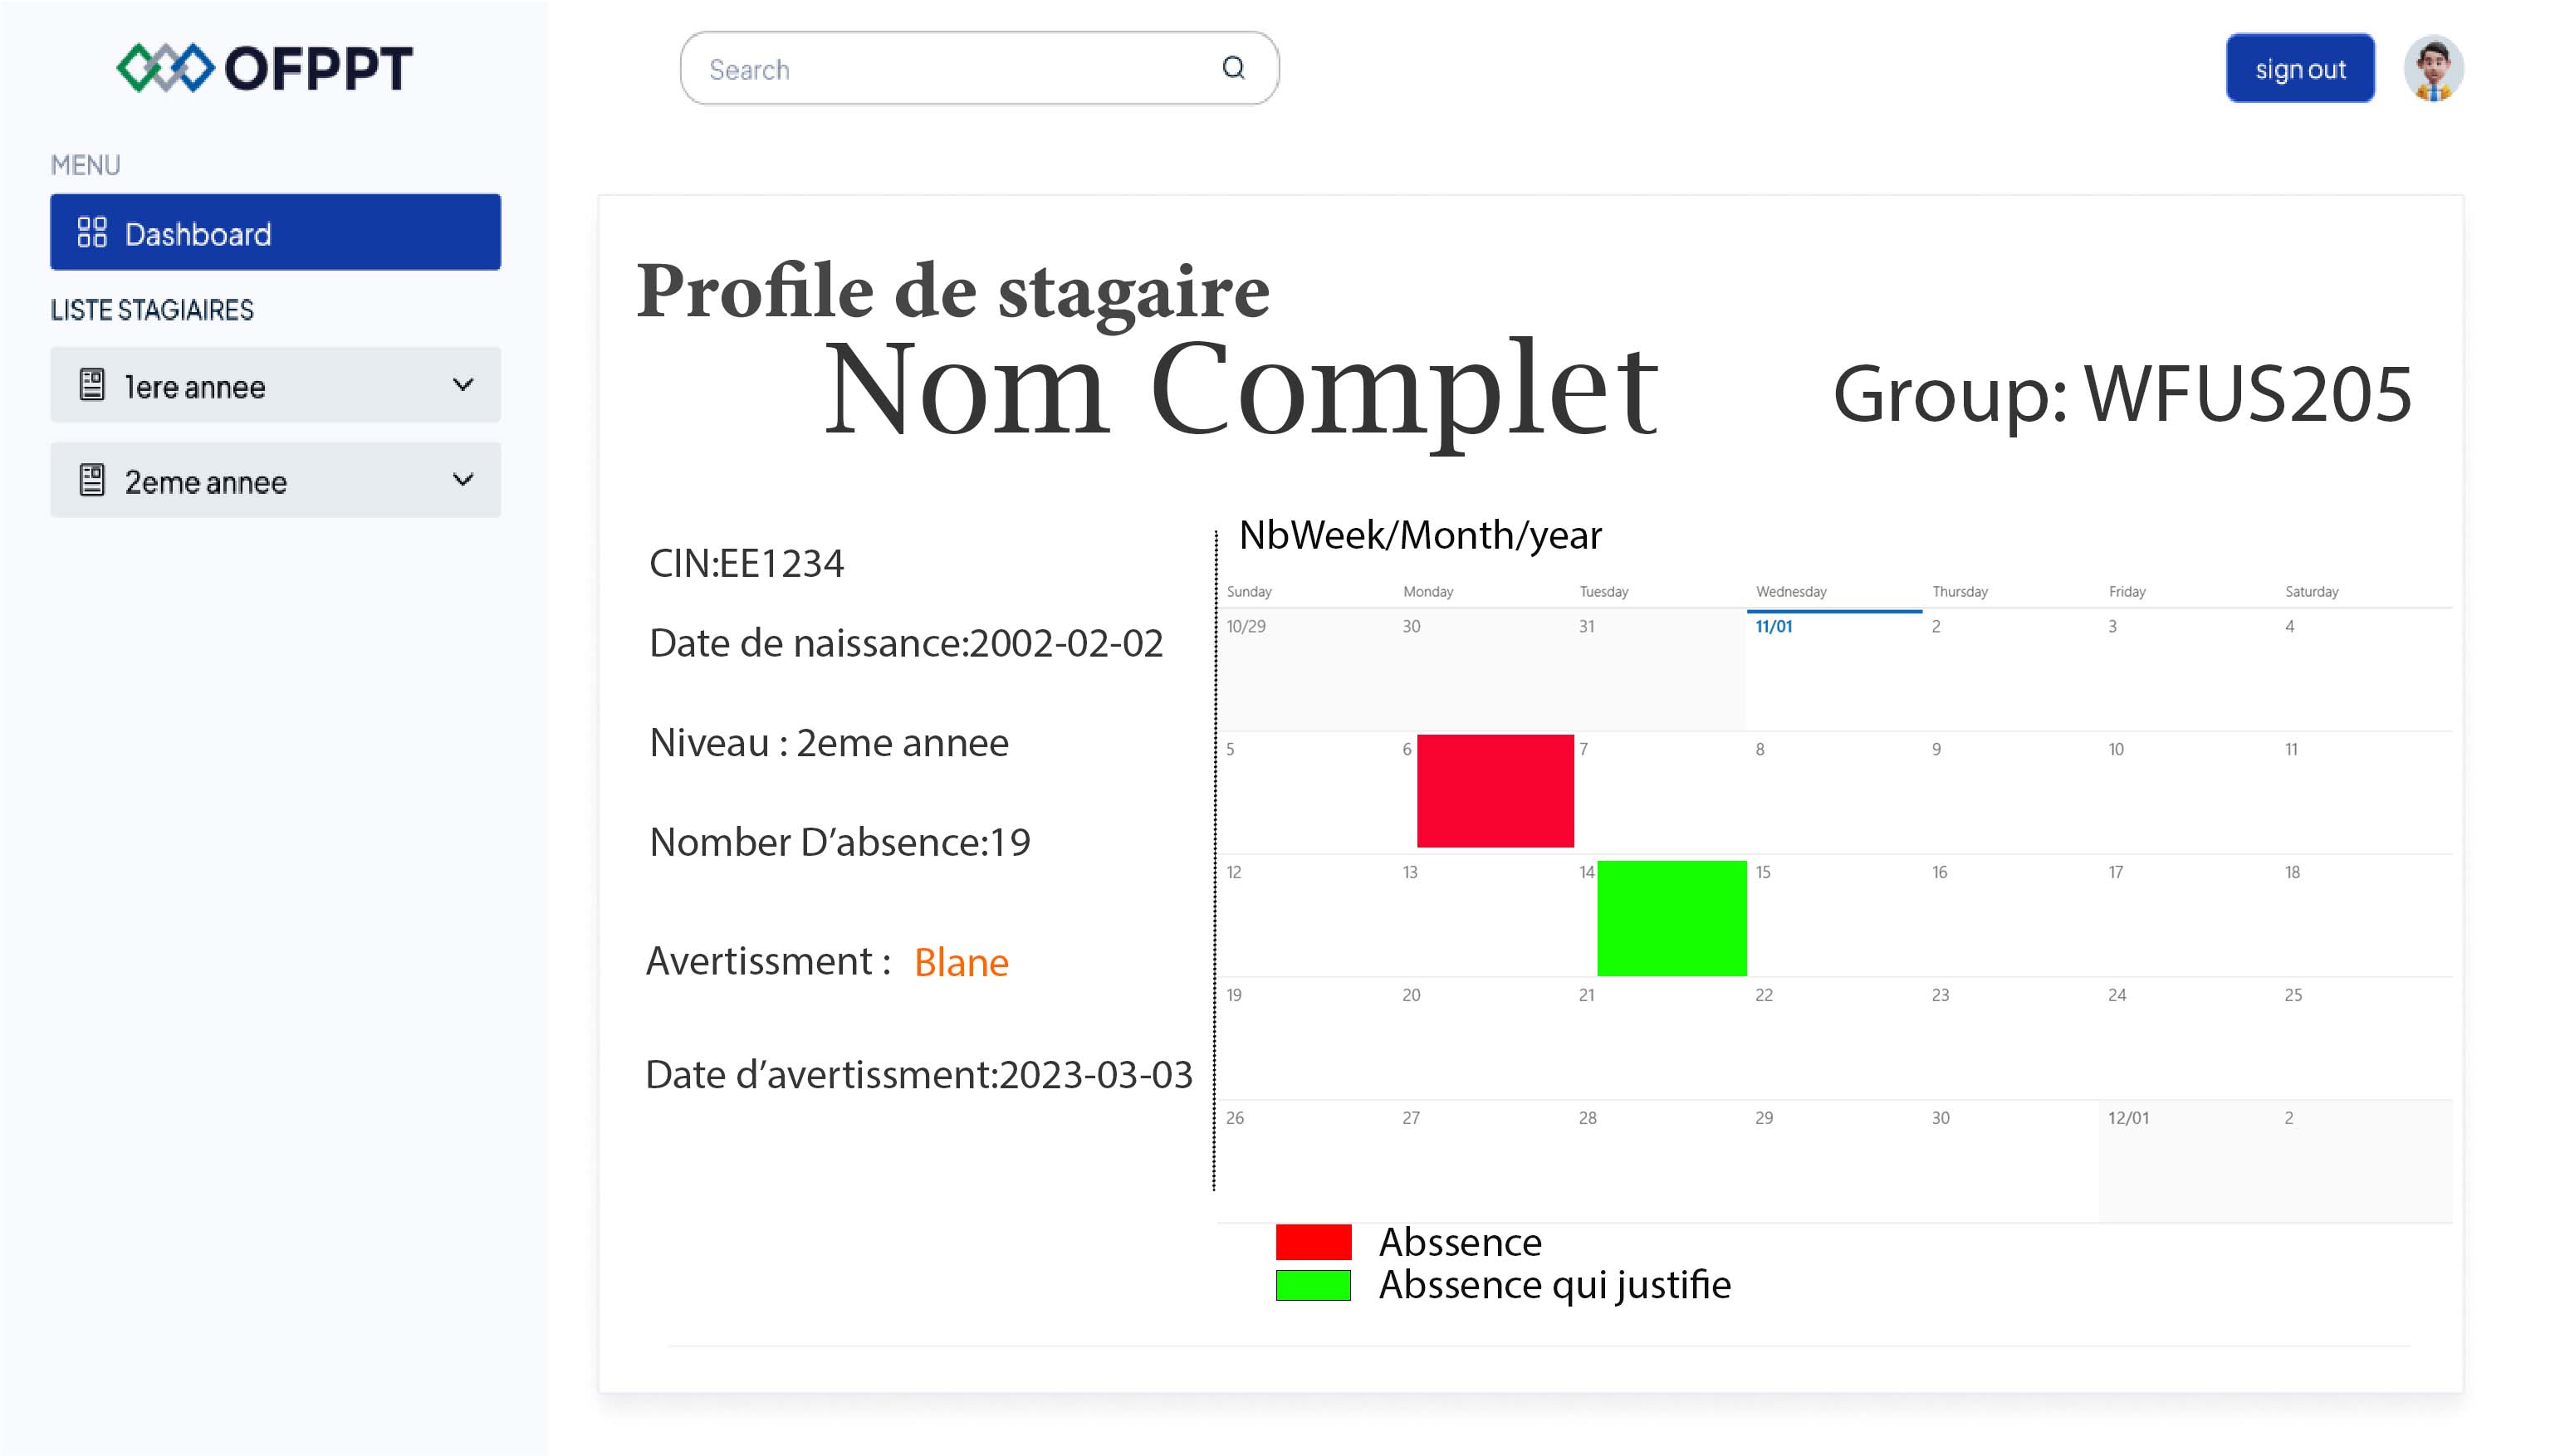 OFPPT
Search
sign out
MENU
Dashboard
LISTE STAGIAIRES
1ere annee
2eme annee
Profile de stagaire
Nom Complet
Group: WFUS205
CIN:EE1234
Date de naissance:2002-02-02
Niveau : 2eme annee
Nomber D’absence:19
Avertissment : Blane
Date d’avertissment:2023-03-03
NbWeek/Month/year
Sunday Monday Tuesday Wednesday Thursday Friday Saturday
10/29 30 31 11/01 2 3 4
5 6 7 8 9 10 11
12 13 14 15 16 17 18
19 20 21 22 23 24 25
26 27 28 29 30 12/01 2
Abssence
Abssence qui justifie